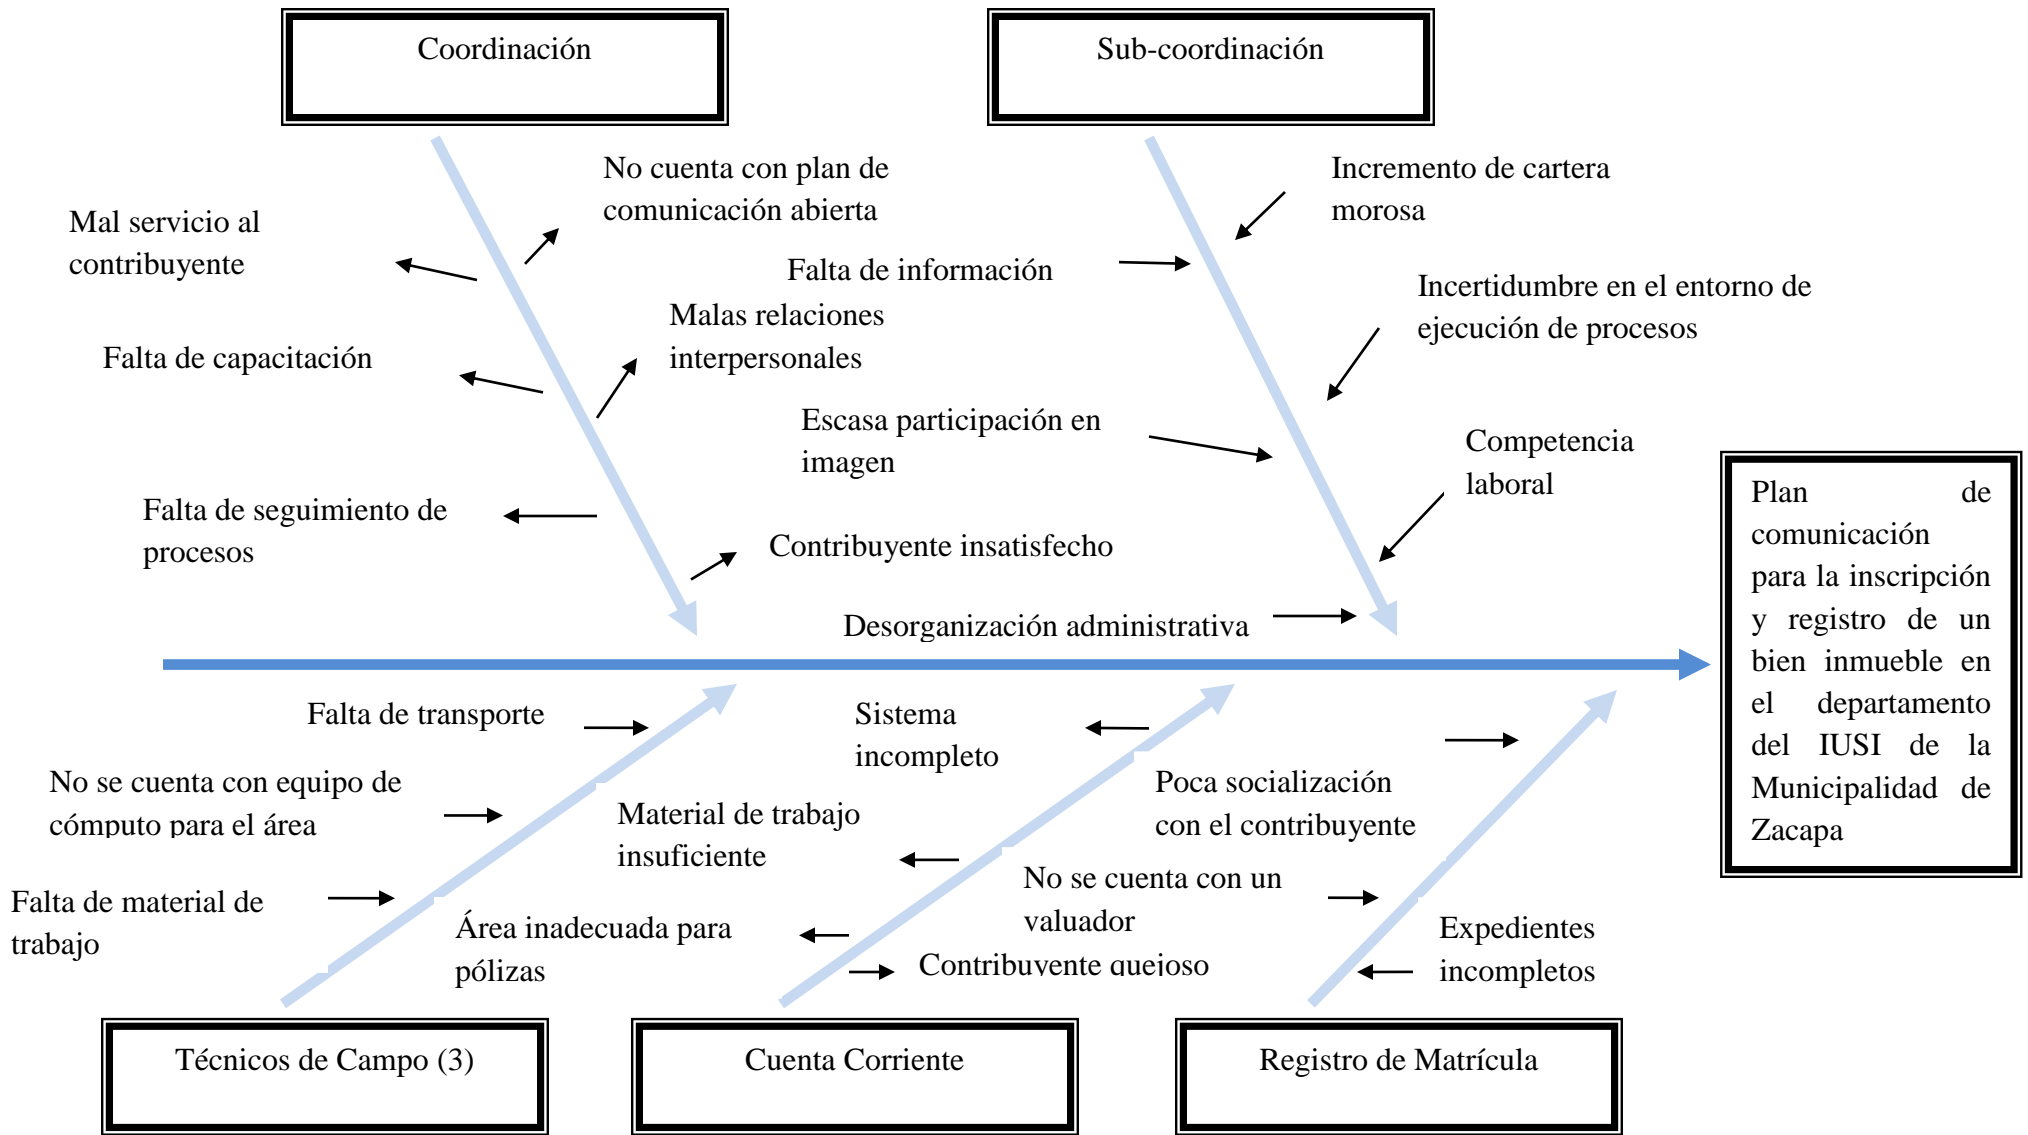 Coordinación
Sub-coordinación
No cuenta con plan de
comunicación abierta
Incremento de cartera
morosa
Mal servicio al
contribuyente
Falta de información
Incertidumbre en el entorno de
ejecución de procesos
Malas relaciones
interpersonales
Falta de capacitación
Escasa participación en
imagen
Competencia
laboral
Falta de seguimiento de
procesos
Contribuyente insatisfecho
Desorganización administrativa
Plan de
comunicación
para la inscripción
y registro de un
bien inmueble en
el departamento
del IUSI de la
Municipalidad de
Zacapa
Falta de transporte
Sistema
incompleto
No se cuenta con equipo de
cómputo para el área
Material de trabajo
insuficiente
Poca socialización
con el contribuyente
Falta de material de
trabajo
Área inadecuada para
pólizas
No se cuenta con un
valuador
Contribuyente quejoso
Expedientes
incompletos
Técnicos de Campo (3)
Cuenta Corriente
Registro de Matrícula